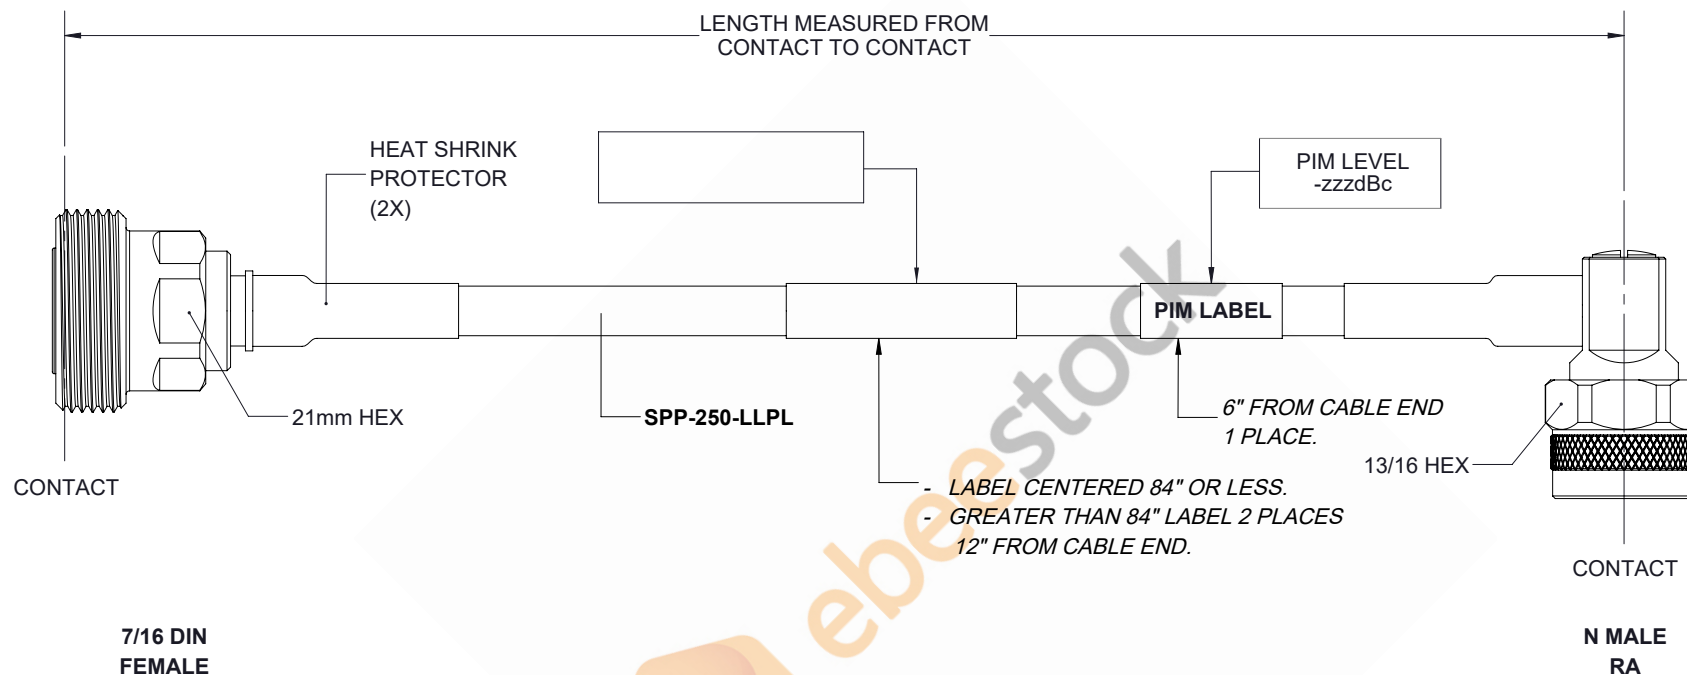 LENGTH MEASURED FROM
CONTACT TO CONTACT
HEAT SHRINK
PROTECTOR
(2X)
PIM LEVEL
-zzzdBc
PIM LABEL
21mm HEX
SPP-250-LLPL
6" FROM CABLE END
1 PLACE.
13/16 HEX
CONTACT
- LABEL CENTERED 84" OR LESS.
- GREATER THAN 84" LABEL 2 PLACES
12" FROM CABLE END.
CONTACT
7/16 DIN
FEMALE
N MALE
RA
ebeestock